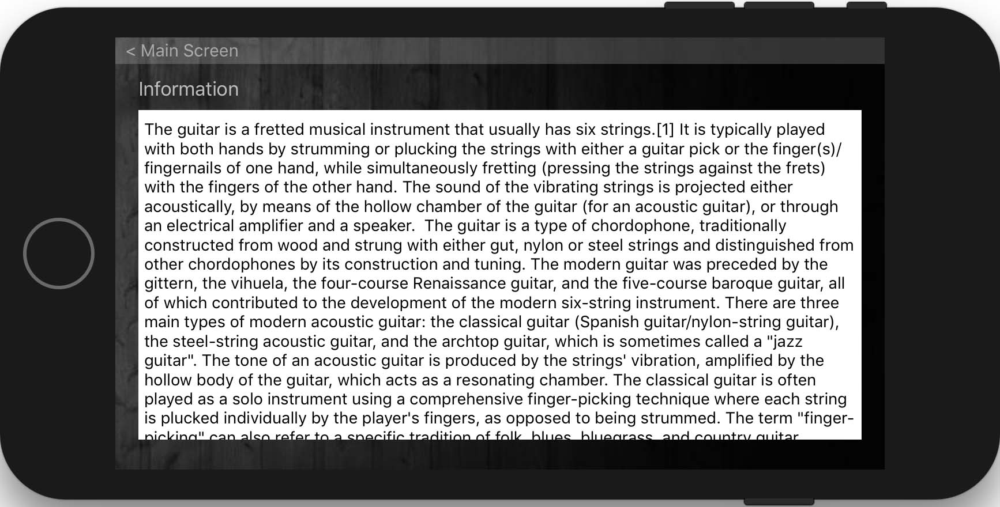 < Main Screen
Information
The guitar is a fretted musical instrument that usually has six strings.[1] It is typically played
with both hands by strumming or plucking the strings with either a guitar pick or the finger(s)/
fingernails of one hand, while simultaneously fretting (pressing the strings against the frets)
with the fingers of the other hand. The sound of the vibrating strings is projected either
acoustically, by means of the hollow chamber of the guitar (for an acoustic guitar), or through
an electrical amplifier and a speaker.  The guitar is a type of chordophone, traditionally
constructed from wood and strung with either gut, nylon or steel strings and distinguished from
other chordophones by its construction and tuning. The modern guitar was preceded by the
gittern, the vihuela, the four-course Renaissance guitar, and the five-course baroque guitar, all
of which contributed to the development of the modern six-string instrument. There are three
main types of modern acoustic guitar: the classical guitar (Spanish guitar/nylon-string guitar),
the steel-string acoustic guitar, and the archtop guitar, which is sometimes called a "jazz
guitar". The tone of an acoustic guitar is produced by the strings' vibration, amplified by the
hollow body of the guitar, which acts as a resonating chamber. The classical guitar is often
played as a solo instrument using a comprehensive finger-picking technique where each string
is plucked individually by the player's fingers, as opposed to being strummed. The term "finger-
picking" can also refer to a specific tradition of folk, blues, bluegrass, and country guitar